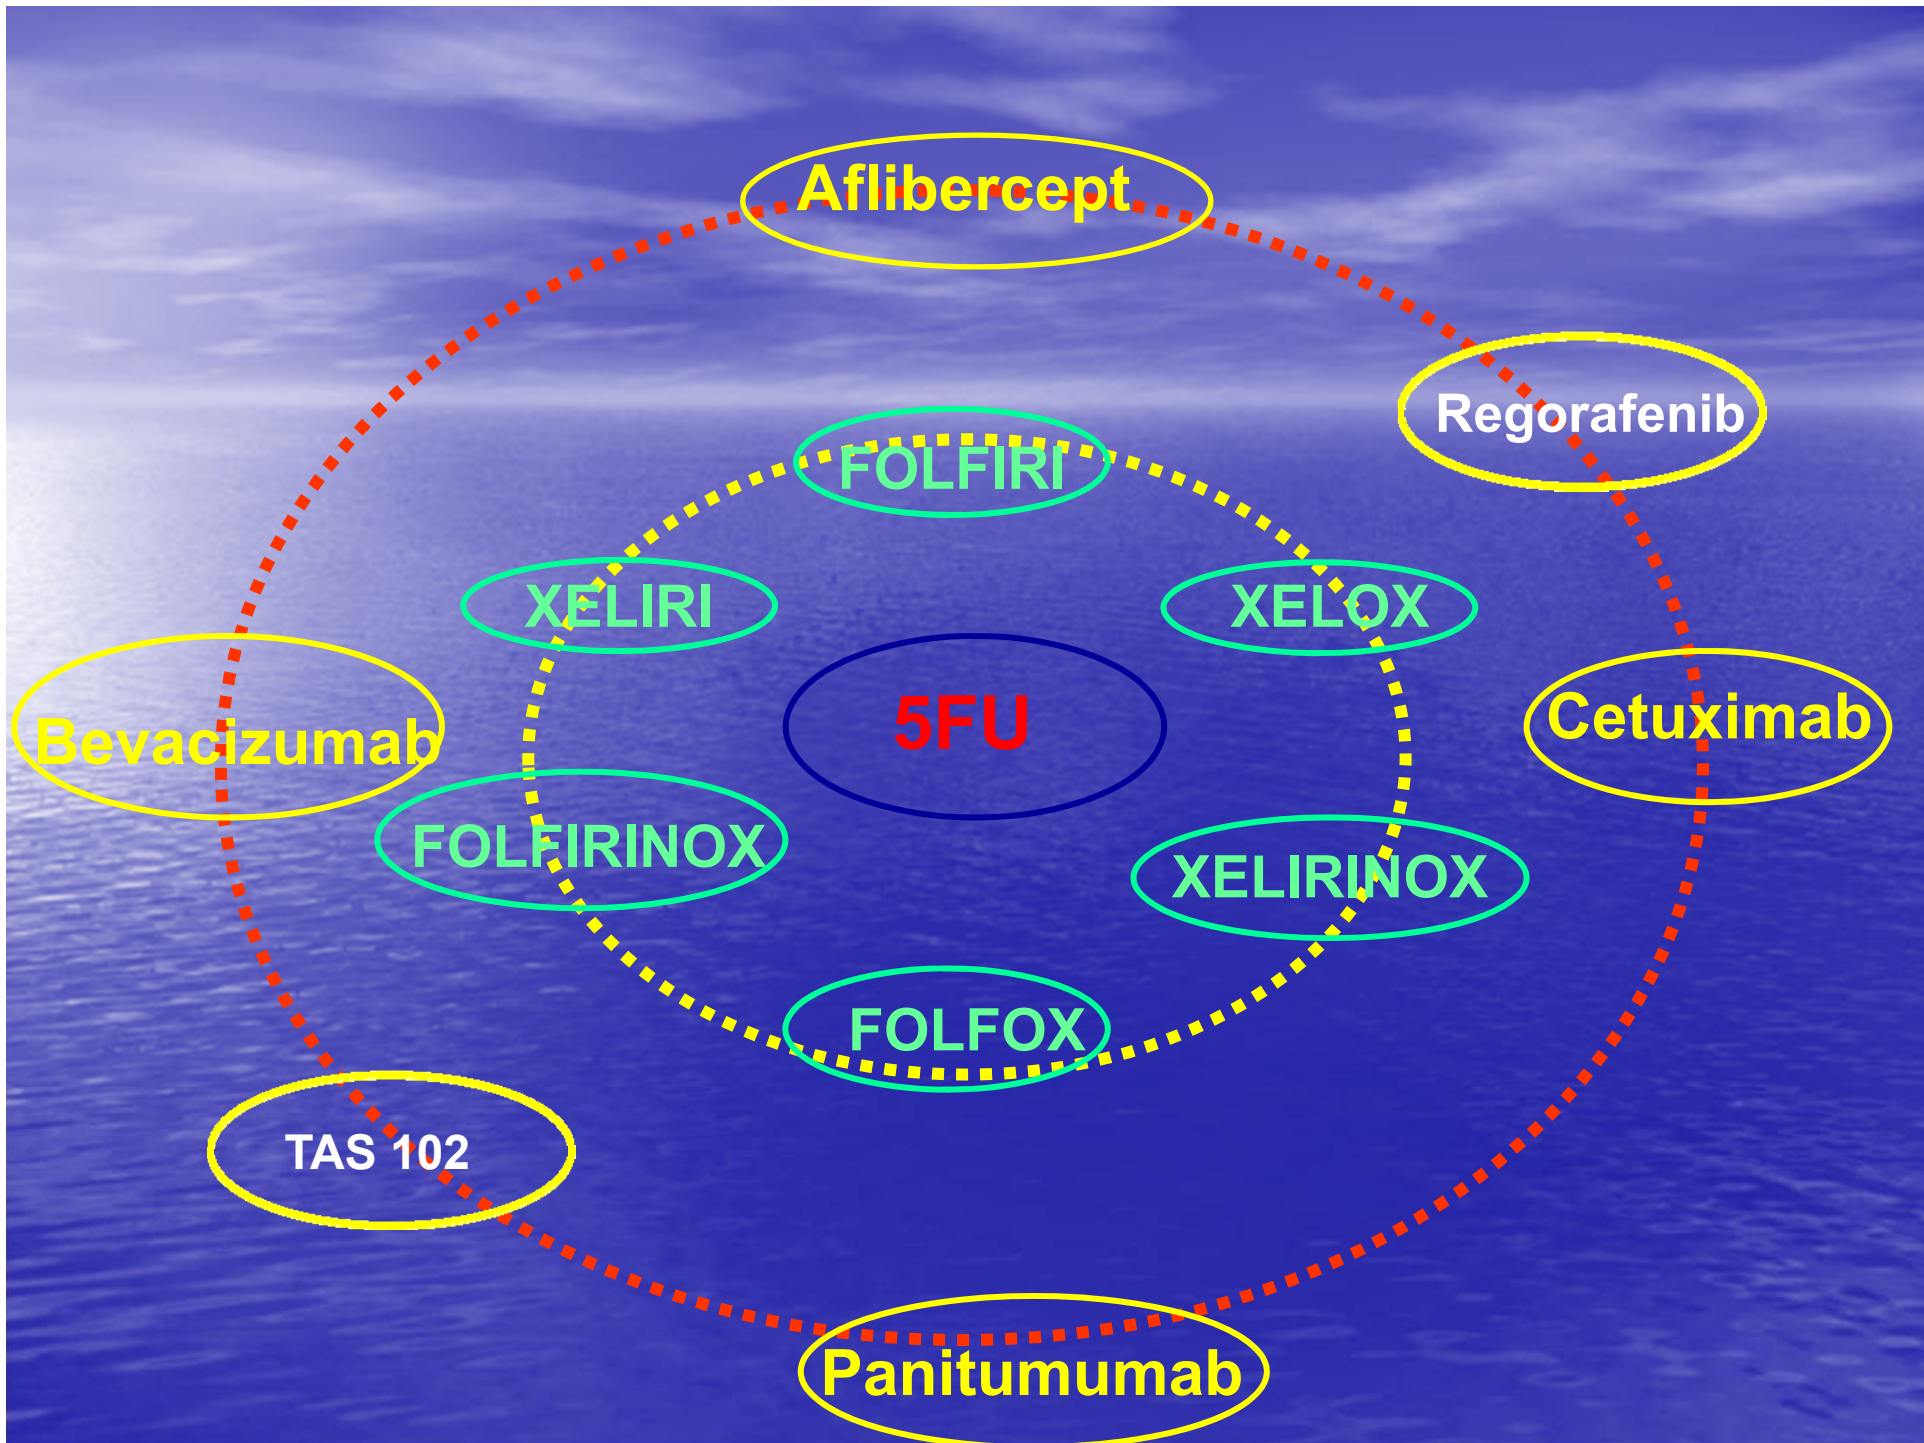 Aflibercept
Regorafenib
FOLFIRI
XELIRI
XELOX
Bevacizumab
5FU
Cetuximab
FOLFIRINOX
XELIRINOX
FOLFOX
TAS 102
Panitumumab